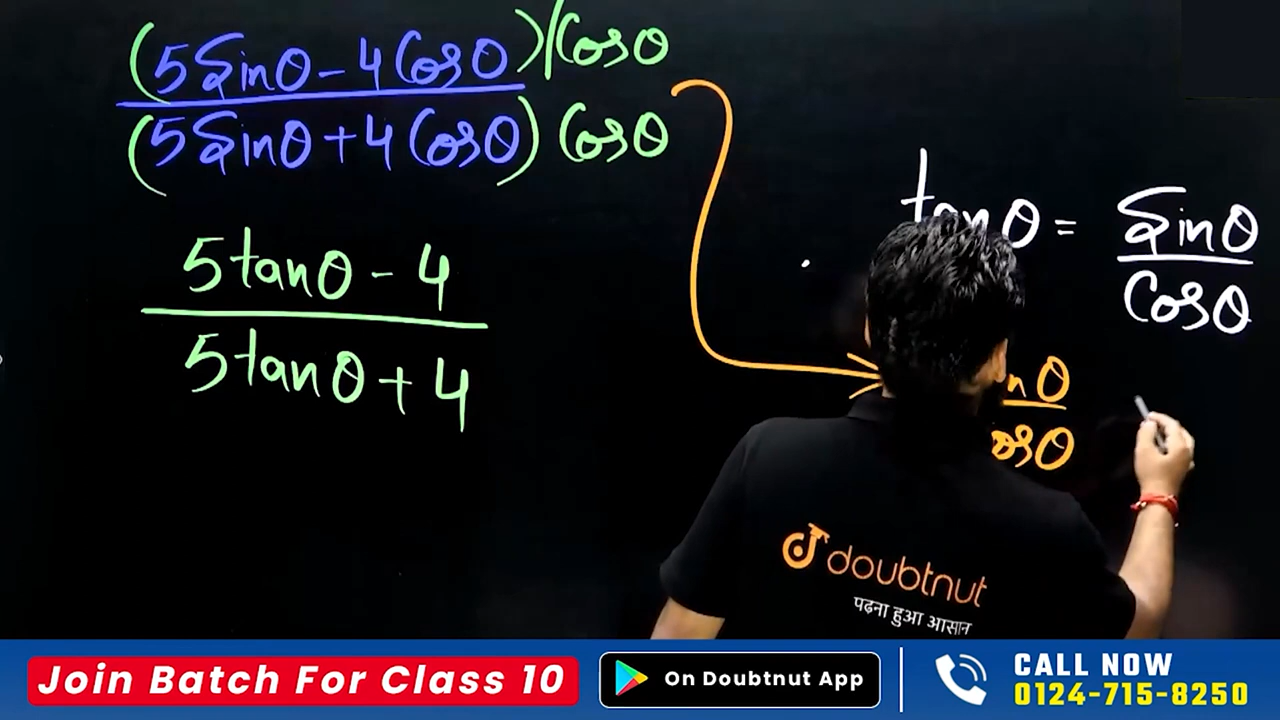 (5Sinθ - 4Cosθ)/Cosθ
(5Sinθ + 4Cosθ) Cosθ
5tanθ - 4
5tanθ + 4
tanθ = Sinθ
Cosθ
doubtnut
पढ़ना हुआ आसान
Join Batch For Class 10
On Doubtnut App
CALL NOW
0124-715-8250